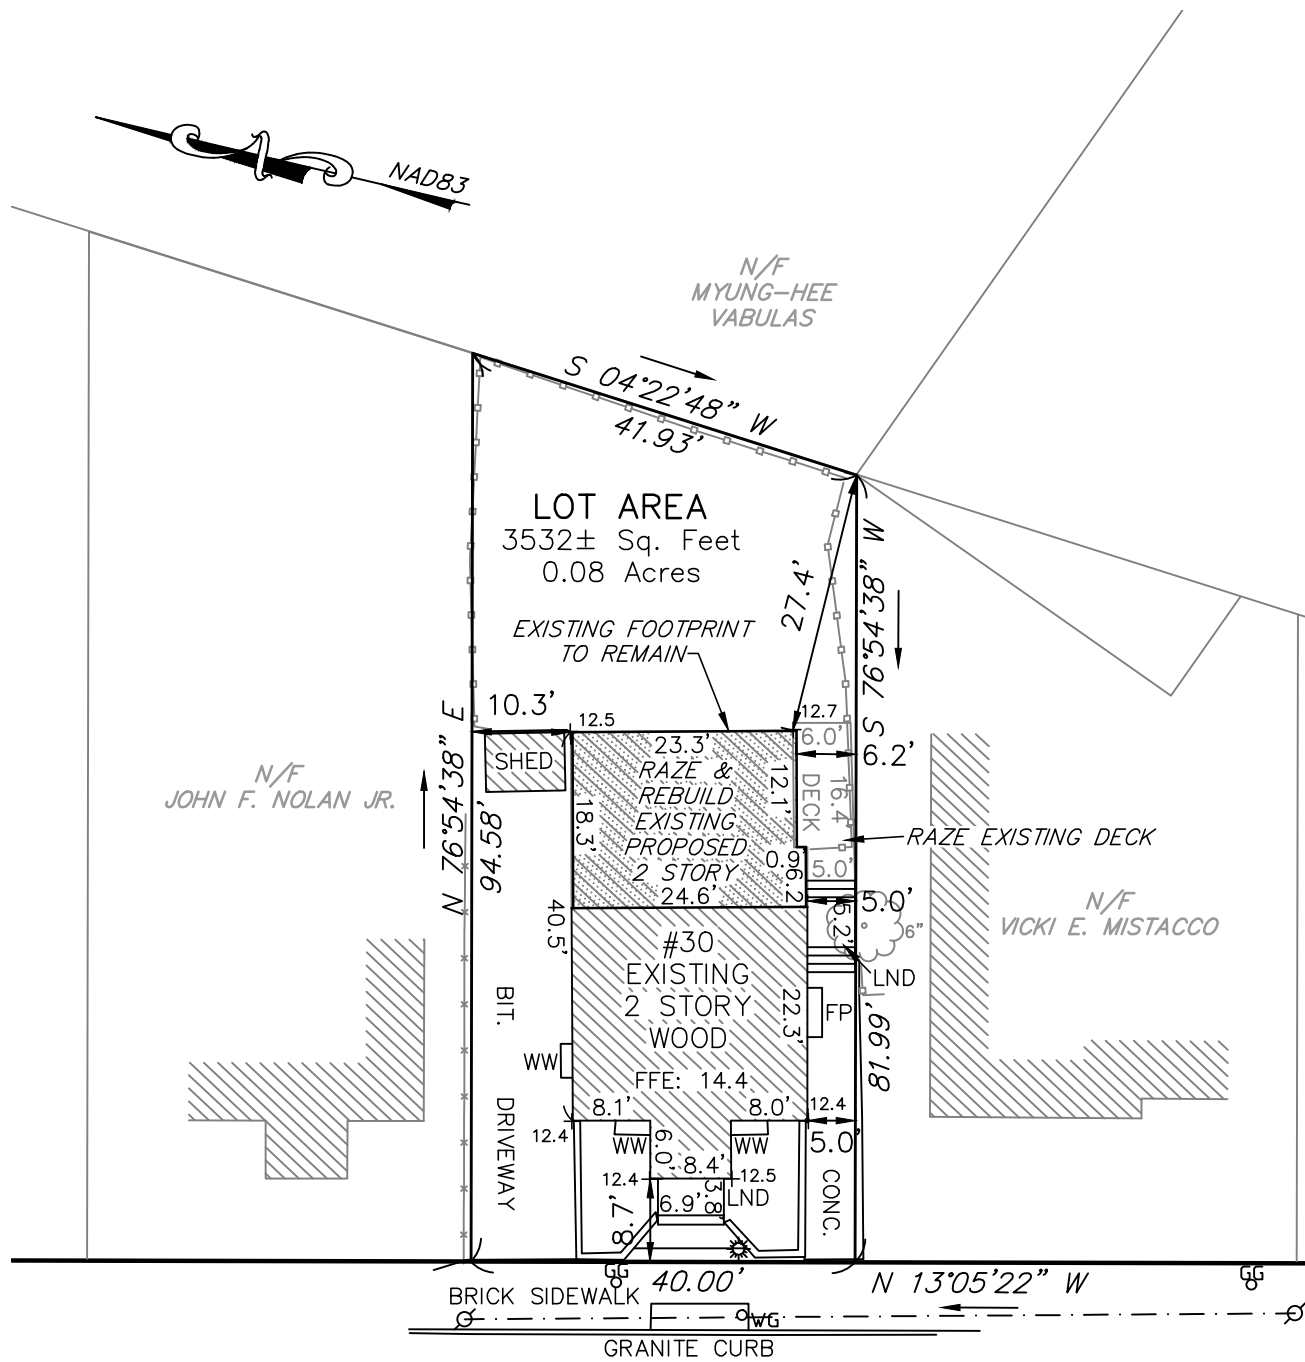 NAD83
N/F
MYUNG-HEE
VABULAS
S 04°22'48" W
41.93'
LOT AREA
3532± Sq. Feet
0.08 Acres
27.4'
S 76°54'38" W
EXISTING FOOTPRINT
TO REMAIN
10.3'
12.5
12.7
6.0'
6.2'
SHED
23.3'
RAZE &
REBUILD
EXISTING
PROPOSED
2 STORY
24.6'
18.3'
12.1'
DECK
16.4
0.9'
6.2
5.0'
RAZE EXISTING DECK
5.0'
N/F
JOHN F. NOLAN JR.
N 76°54'38" E
94.58'
N/F
VICKI E. MISTACCO
5.2'
6"
LND
40.5'
#30
EXISTING
2 STORY
WOOD
FFE: 14.4
22.3'
FP
81.99'
BIT.
DRIVEWAY
WW
8.1'
8.0'
12.4
12.4
5.0'
WW
WW
6.0'
8.4'
12.4
12.5
6.9'
3.8'
LND
8.7'
CONC.
GG
40.00'
N 13°05'22" W
GG
BRICK SIDEWALK
WG
GRANITE CURB